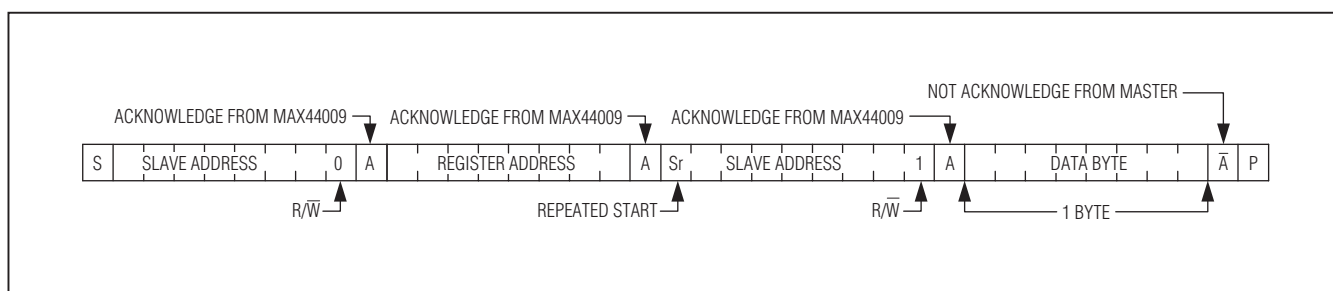 NOT ACKNOWLEDGE FROM MASTER
ACKNOWLEDGE FROM MAX44009 ACKNOWLEDGE FROM MAX44009 ACKNOWLEDGE FROM MAX44009
S SLAVE ADDRESS 0 A REGISTER ADDRESS A Sr SLAVE ADDRESS 1 A DATA BYTE A̅ P
R/W̅ REPEATED START R/W̅ 1 BYTE